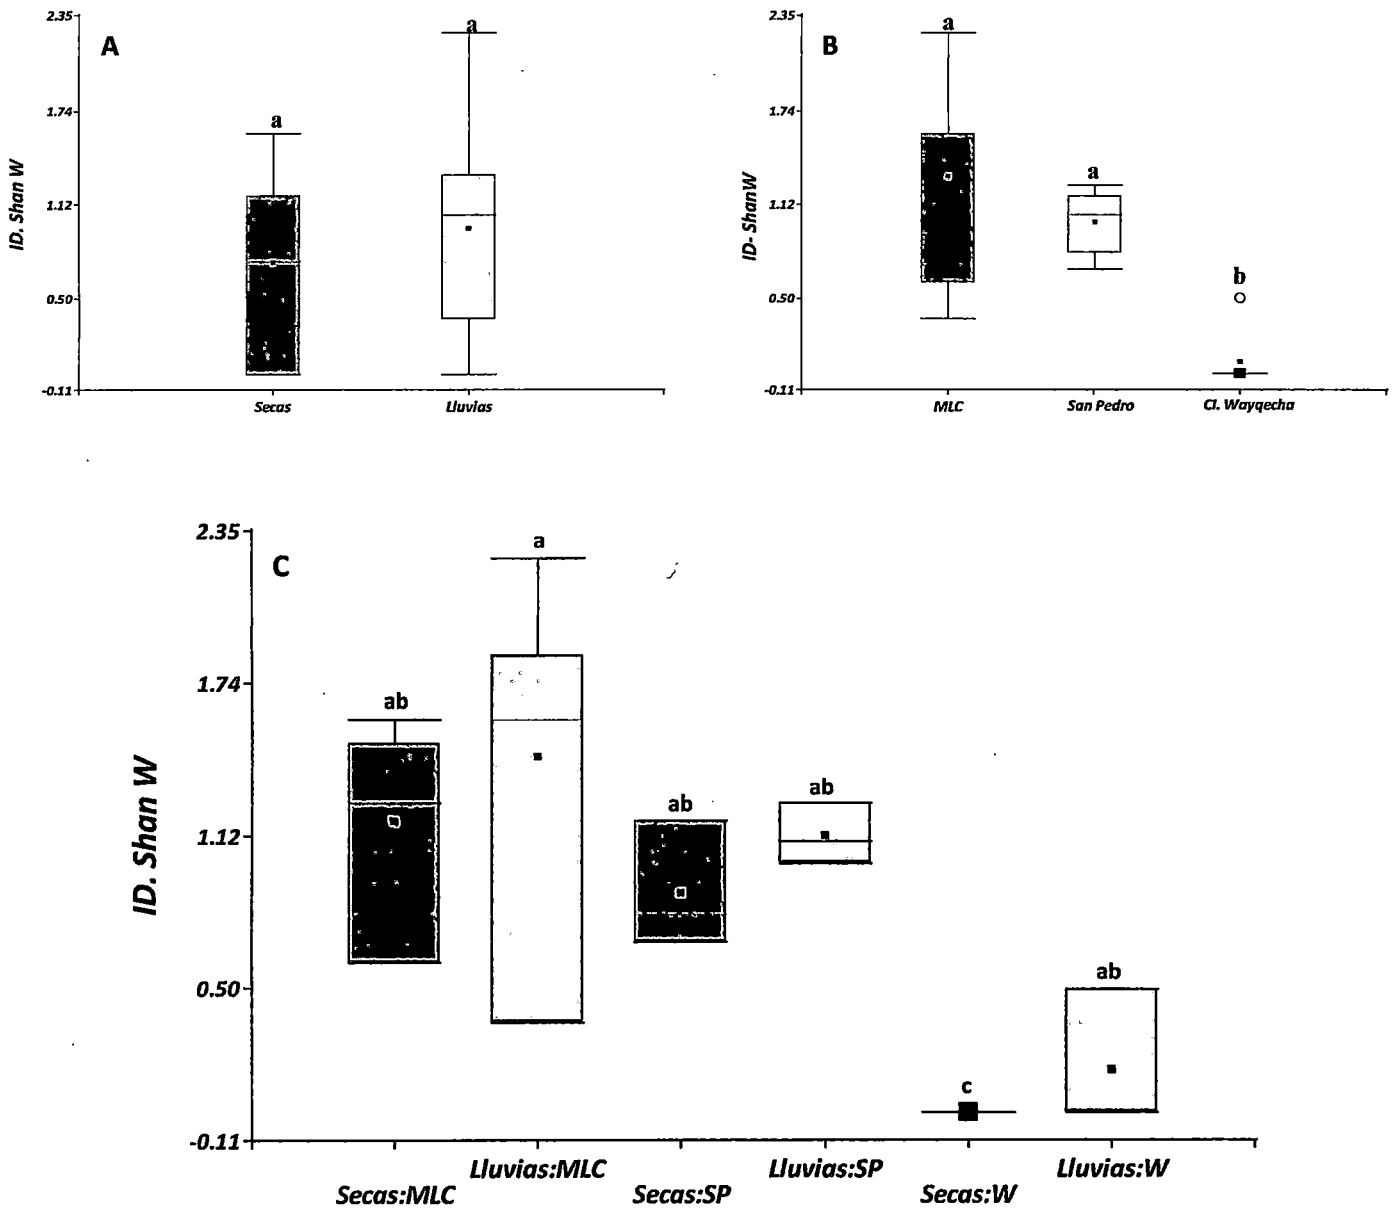 A
ID. Shan W
2.35
1.74
1.12
0.50
-0.11
a
a
Secas
Lluvias
B
ID- ShanW
2.35
1.74
1.12
0.50
-0.11
a
a
b
MLC
San Pedro
Cl. Wayqecha
C
ID. Shan W
2.35
1.74
1.12
0.50
-0.11
ab
a
ab
ab
c
ab
Secas:MLC
Lluvias:MLC
Secas:SP
Lluvias:SP
Secas:W
Lluvias:W